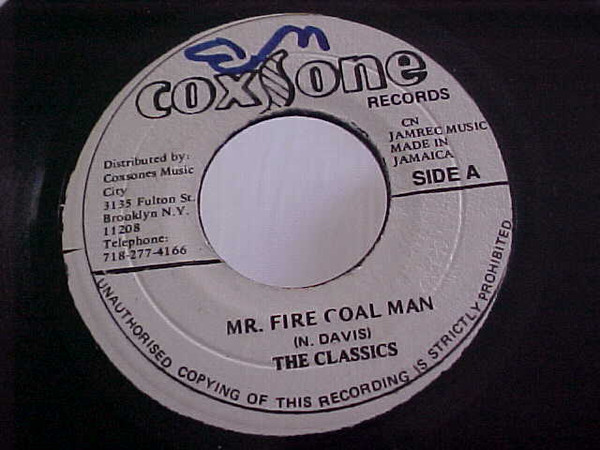 coxsone
RECORDS
CN
JAMREC MUSIC
MADE IN
JAMAICA
SIDE A
Distributed by:
Coxsones Music
City
3135 Fulton St.
Brooklyn N.Y.
11208
Telephone:
718-277-4166
MR. FIRE COAL MAN
(N. DAVIS)
THE CLASSICS
UNAUTHORISED COPYING OF THIS RECORDING IS STRICTLY PROHIBITED